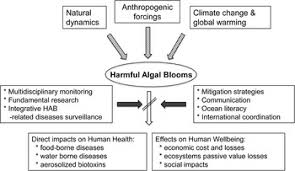 Natural
dynamics
Anthropogenic
forcings
Climate change &
global warming
Harmful Algal Blooms
* Multidisciplinary monitoring
* Fundamental research
* Integrative HAB
-related diseases surveillance
* Mitigation strategies
* Communication
* Ocean literacy
* International coordination
Direct impacts on Human Health:
* food-borne diseases
* water borne diseases
* aerosolized biotoxins
Effects on Human Wellbeing:
* economic cost and losses
* ecosystems passive value losses
* social impacts